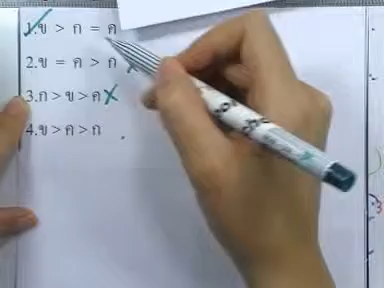 1.ข > ก = ค
2.ข = ค > ก
3.ก > ข > ค
4.ข > ค > ก